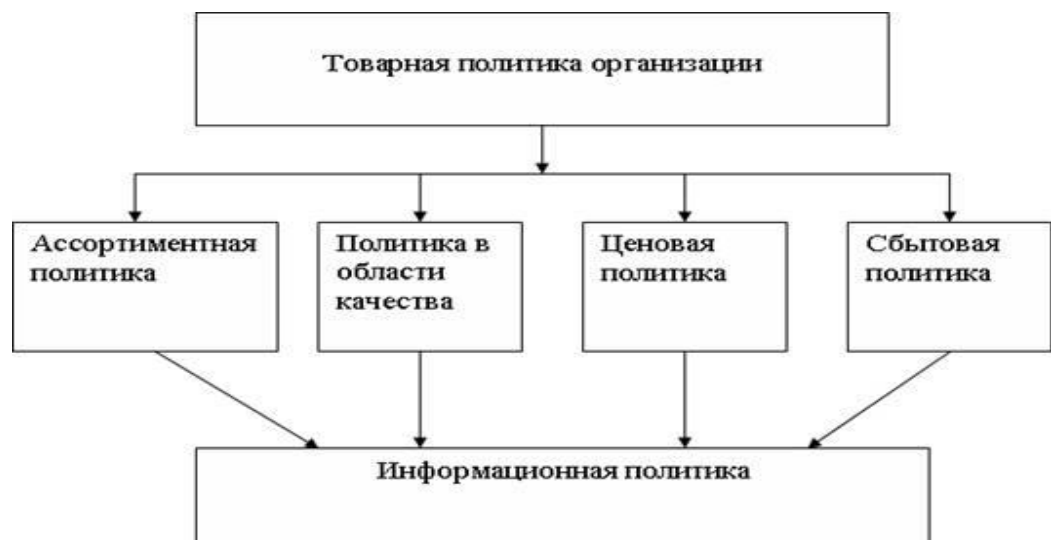 Товарная политика организации
Ассортиментная
политика
Политика в
области
качества
Ценовая
политика
Сбытовая
политика
Информационная политика